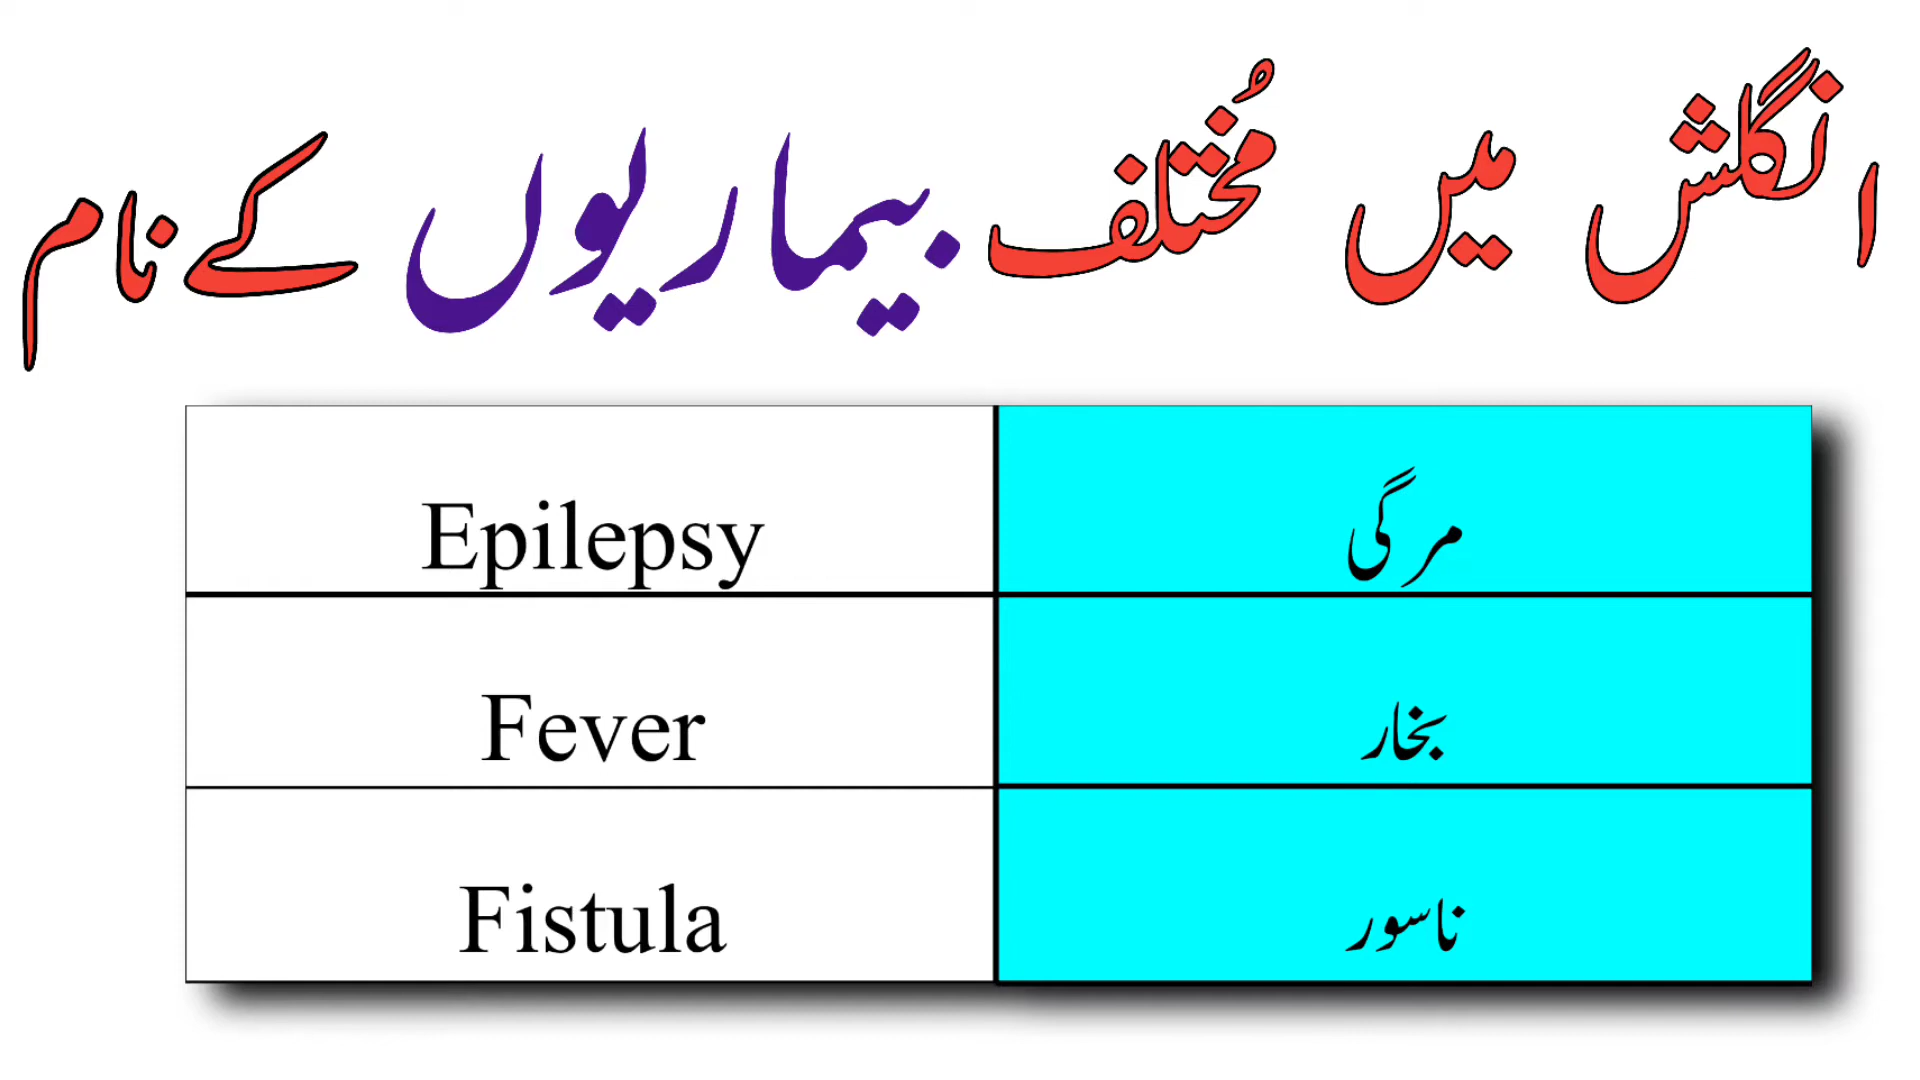 انگلش میں مُختلف بیماریوں کے نام
Epilepsy مرگی
Fever بخار
Fistula ناسور